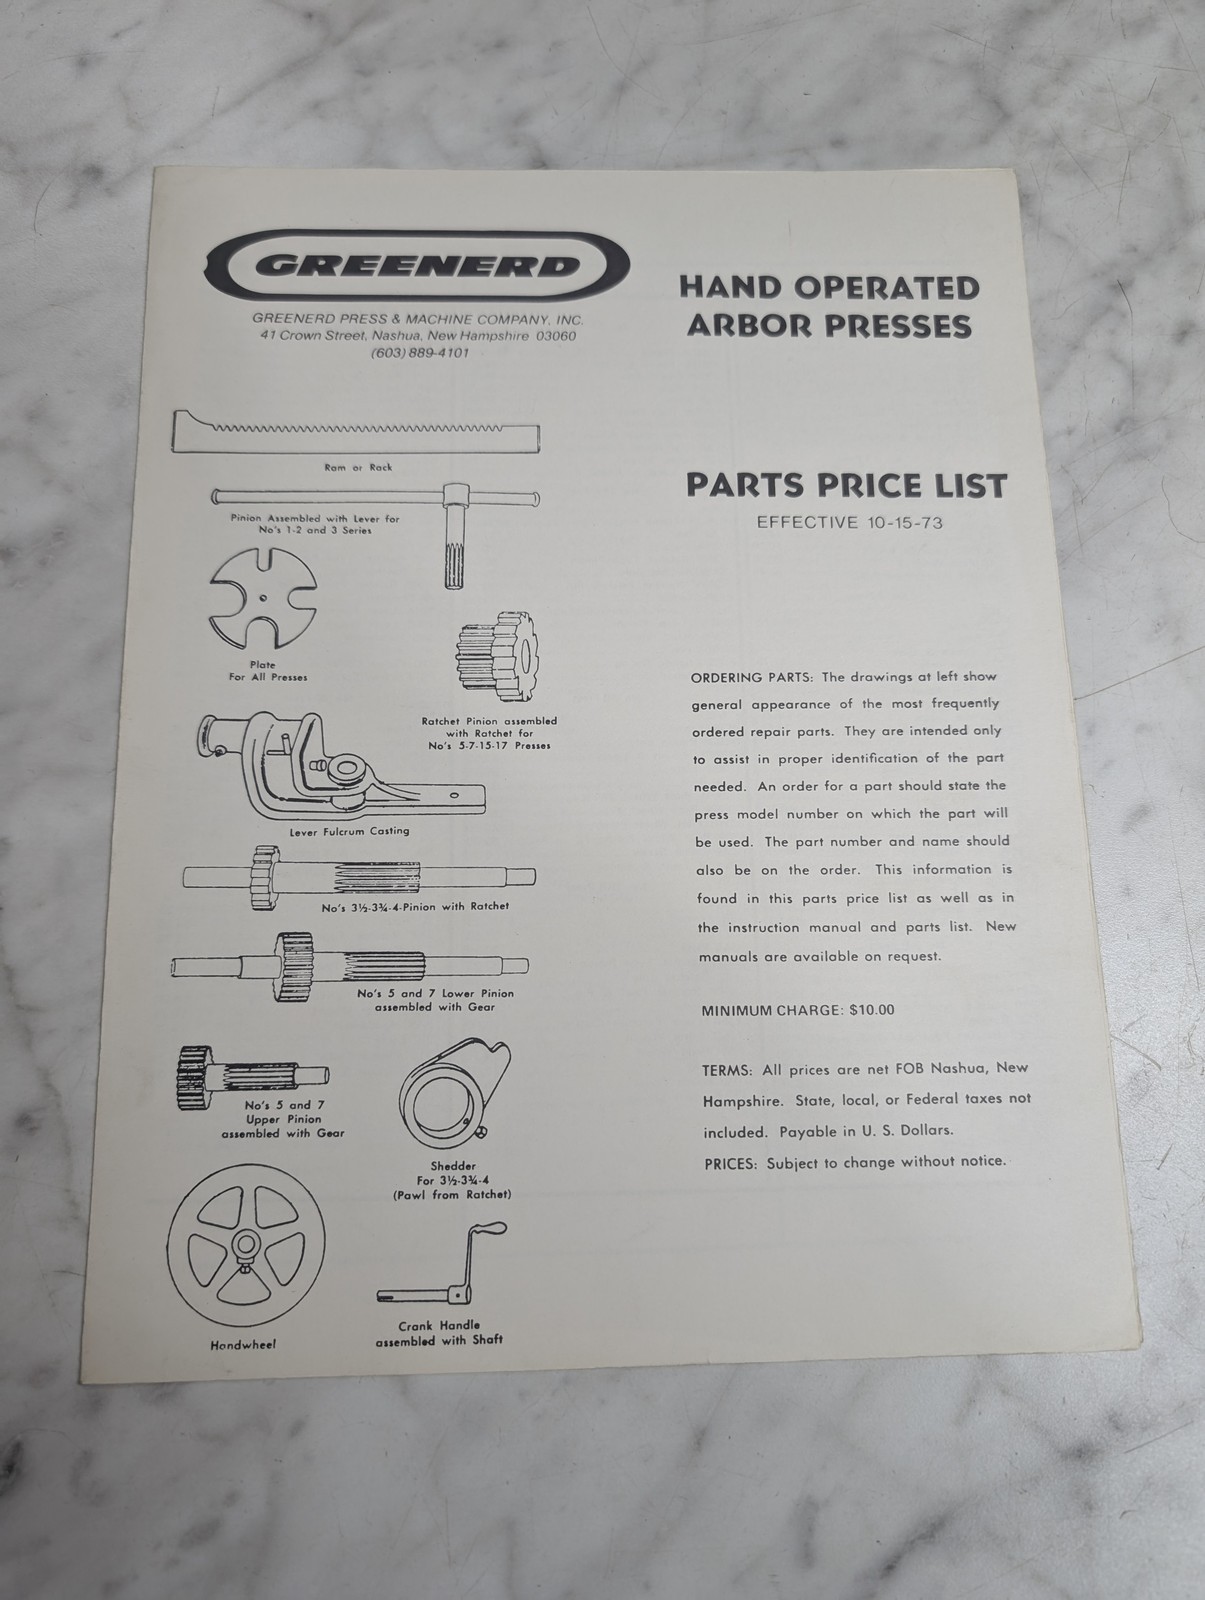 GREENERD
GREENERD PRESS & MACHINE COMPANY, INC.
41 Crown Street, Nashua, New Hampshire 03060
(603) 889-4101
HAND OPERATED
ARBOR PRESSES
PARTS PRICE LIST
EFFECTIVE 10-15-73
Ram or Rack
Pinion Assembled with Lever for
No's 1-2 and 3 Series
Plate
For All Presses
Ratchet Pinion assembled
with Ratchet for
No's 5-7-15-17 Presses
Lever Fulcrum Casting
No's 3½-3¾-4-Pinion with Ratchet
No's 5 and 7 Lower Pinion
assembled with Gear
No's 5 and 7
Upper Pinion
assembled with Gear
Shedder
For 3½-3¾-4
(Pawl from Ratchet)
Handwheel
Crank Handle
assembled with Shaft
ORDERING PARTS: The drawings at left show
general appearance of the most frequently
ordered repair parts. They are intended only
to assist in proper identification of the part
needed. An order for a part should state the
press model number on which the part will
be used. The part number and name should
also be on the order. This information is
found in this parts price list as well as in
the instruction manual and parts list. New
manuals are available on request.
MINIMUM CHARGE: $10.00
TERMS: All prices are net FOB Nashua, New
Hampshire. State, local, or Federal taxes not
included. Payable in U. S. Dollars.
PRICES: Subject to change without notice.